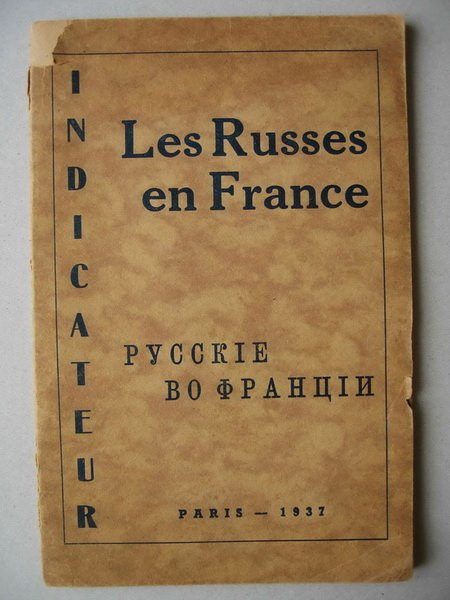 INDICATEUR
Les Russes
en France
РУССКІЕ
ВО ФРАНЦІИ
PARIS — 1937